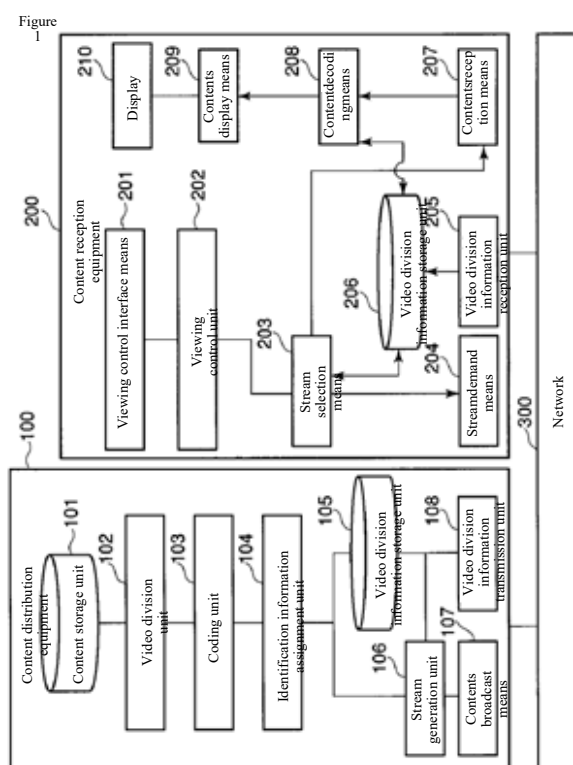 Figure
1
100
Content distribution
equipment
101
Content storage unit
102
Video division
unit
103
Coding unit
104
Identification information
assignment unit
105
Video division
information storage unit
106
Stream
generation unit
107
Contents
broadcast
means
108
Video division
information
transmission unit
200
Content reception
equipment
201
Viewing control interface means
202
Viewing
control unit
203
Stream
selection
means
204
Streamdemand
means
205
Video division
information
reception unit
206
Video division
information storage unit
207
Contentsrecep
tion means
208
Contentdecodi
ngmeans
209
Contents
display means
210
Display
300
Network